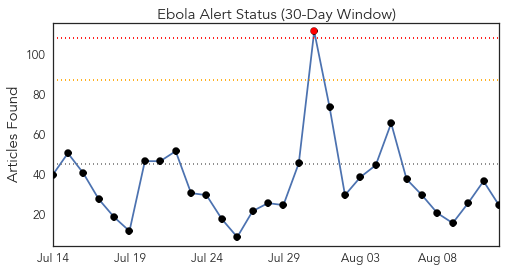 Ebola Alert Status (30-Day Window)
Articles Found
100
80
60
40
20
Jul 14 Jul 19 Jul 24 Jul 29 Aug 03 Aug 08